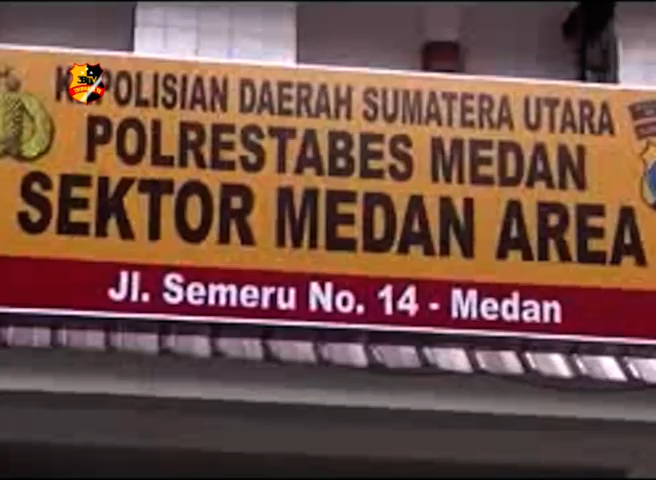 KEPOLISIAN DAERAH SUMATERA UTARA
POLRESTABES MEDAN
SEKTOR MEDAN AREA
Jl. Semeru No. 14 - Medan